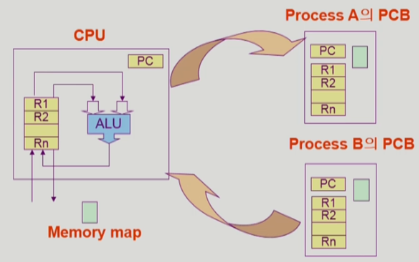 Process A의 PCB
CPU
PC
PC
R1
R2
Rn
ALU
R1
R2
Rn
Process B의 PCB
PC
R1
R2
Rn
Memory map